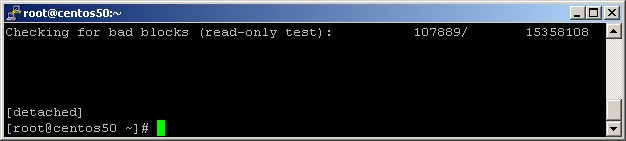 root@centos50:~
Checking for bad blocks (read-only test):          107889/       15358108
[detached]
[root@centos50 ~]#